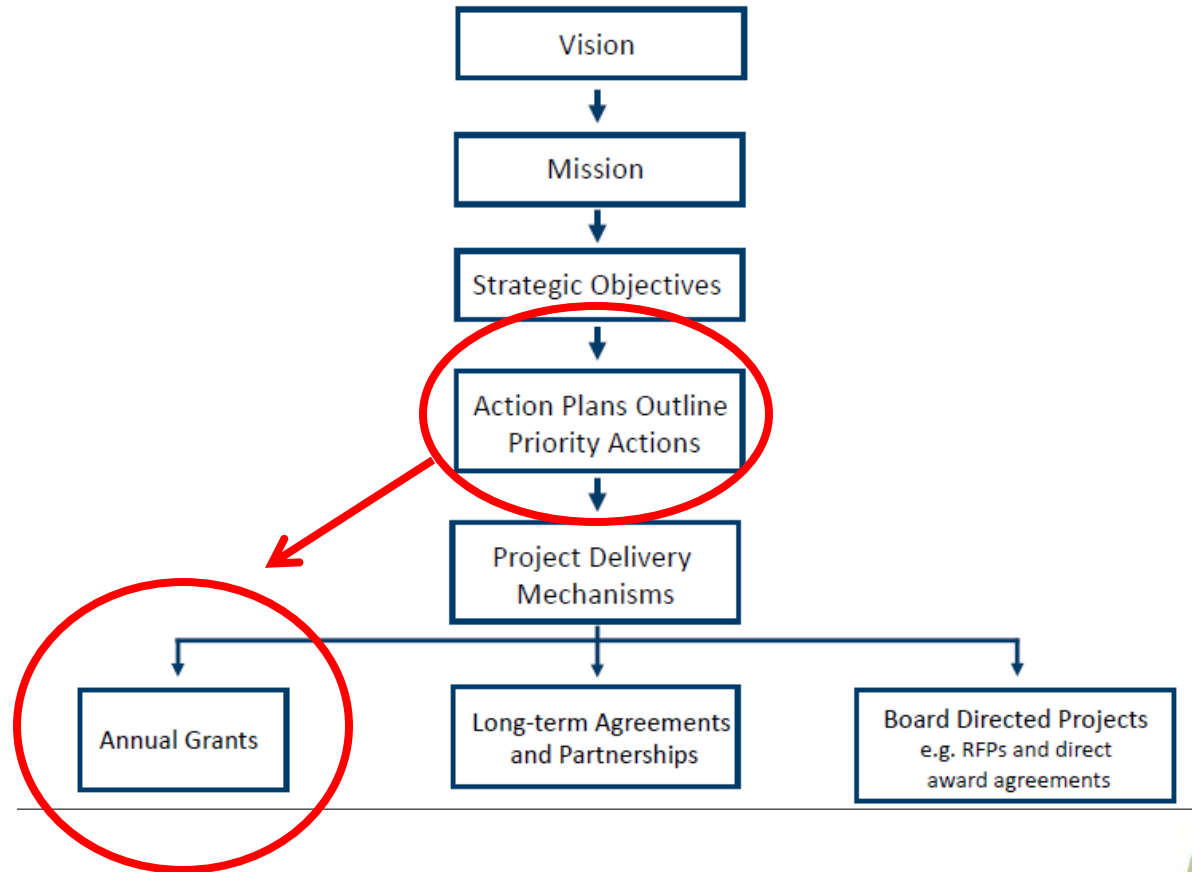 Vision
Mission
Strategic Objectives
Action Plans Outline
Priority Actions
Project Delivery
Mechanisms
Annual Grants
Long-term Agreements
and Partnerships
Board Directed Projects
e.g. RFPs and direct
award agreements